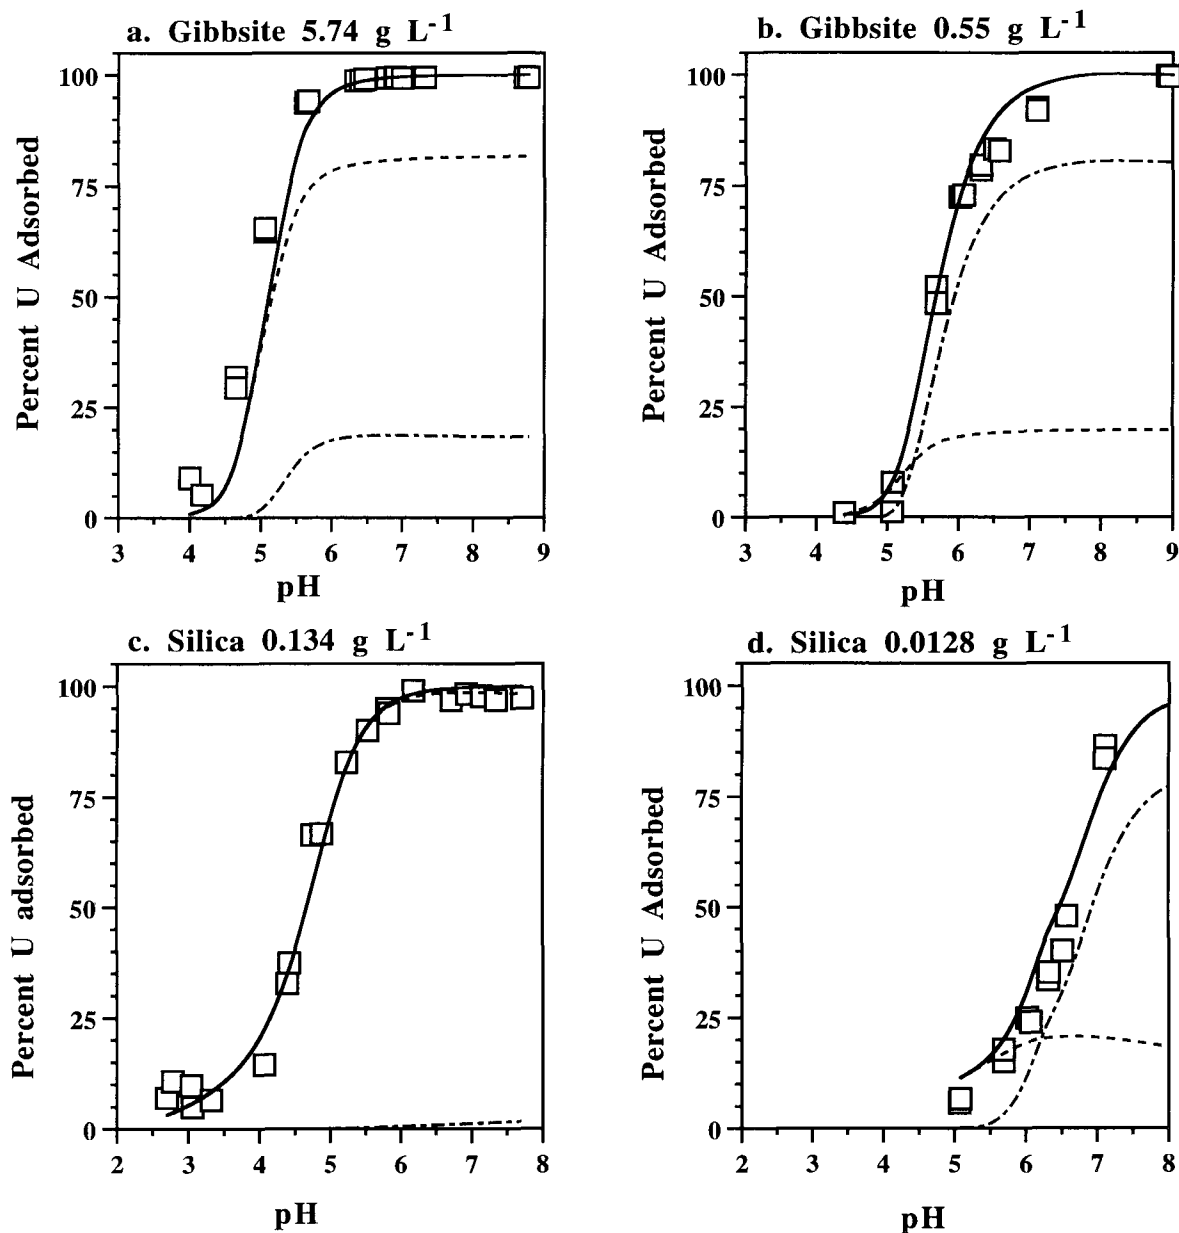 a. Gibbsite 5.74 g L-1
Percent U Adsorbed
100
75
50
25
0
3 4 5 6 7 8 9
pH
b. Gibbsite 0.55 g L-1
Percent U Adsorbed
100
75
50
25
0
3 4 5 6 7 8 9
pH
c. Silica 0.134 g L-1
Percent U adsorbed
100
75
50
25
0
2 3 4 5 6 7 8
pH
d. Silica 0.0128 g L-1
Percent U Adsorbed
100
75
50
25
0
2 3 4 5 6 7 8
pH